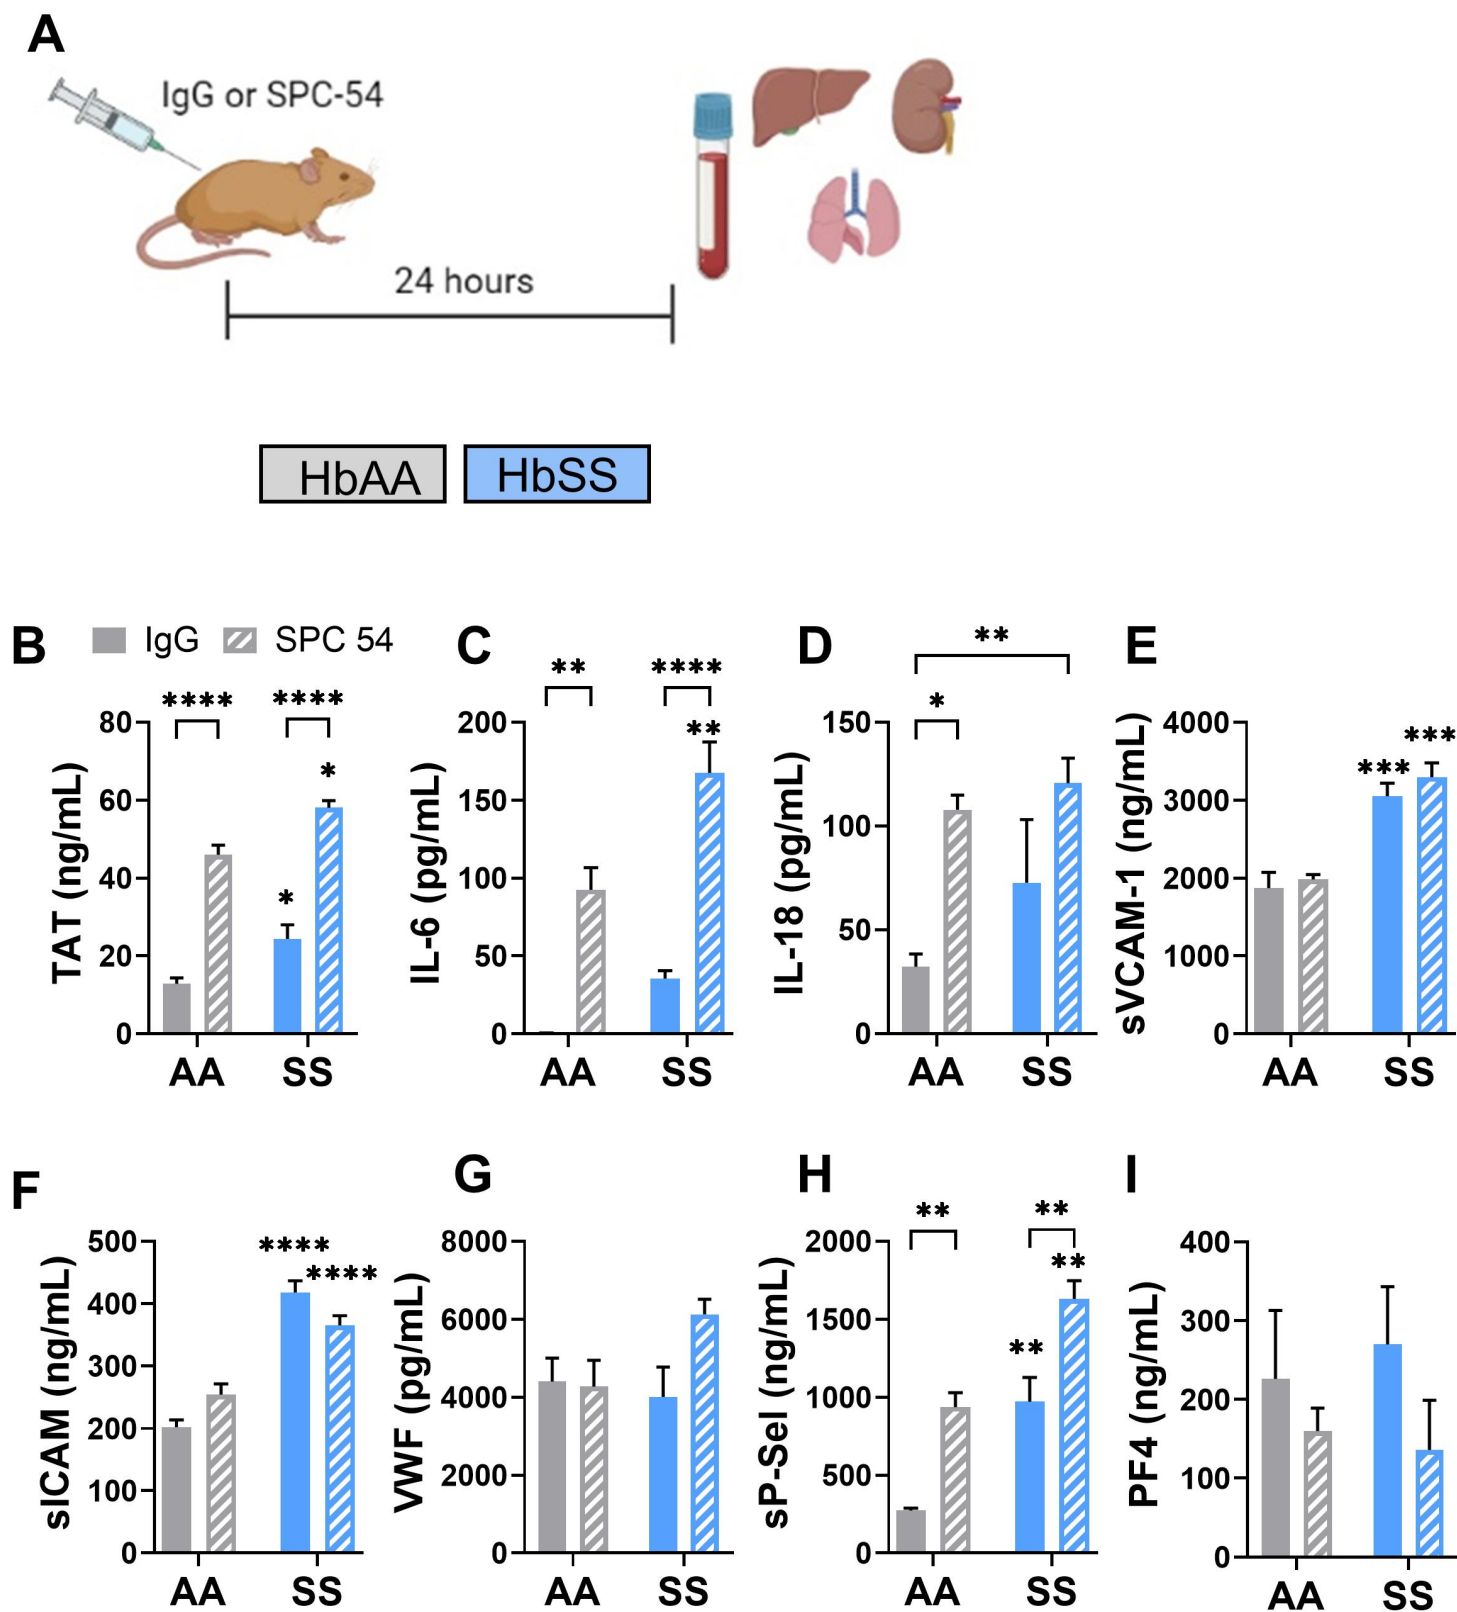 A
IgG or SPC-54
24 hours
HbAA HbSS
B IgG SPC 54
**** ****
*
*
TAT (ng/mL)
80
60
40
20
0
AA SS
C
** ****
**
IL-6 (pg/mL)
200
150
100
50
0
AA SS
D
**
*
IL-18 (pg/mL)
150
100
50
0
AA SS
E
***
***
sVCAM-1 (ng/mL)
4000
3000
2000
1000
0
AA SS
F
****
****
sICAM (ng/mL)
500
400
300
200
100
0
AA SS
G
VWF (pg/mL)
8000
6000
4000
2000
0
AA SS
H
** **
**
**
sP-Sel (ng/mL)
2000
1500
1000
500
0
AA SS
I
PF4 (ng/mL)
400
300
200
100
0
AA SS